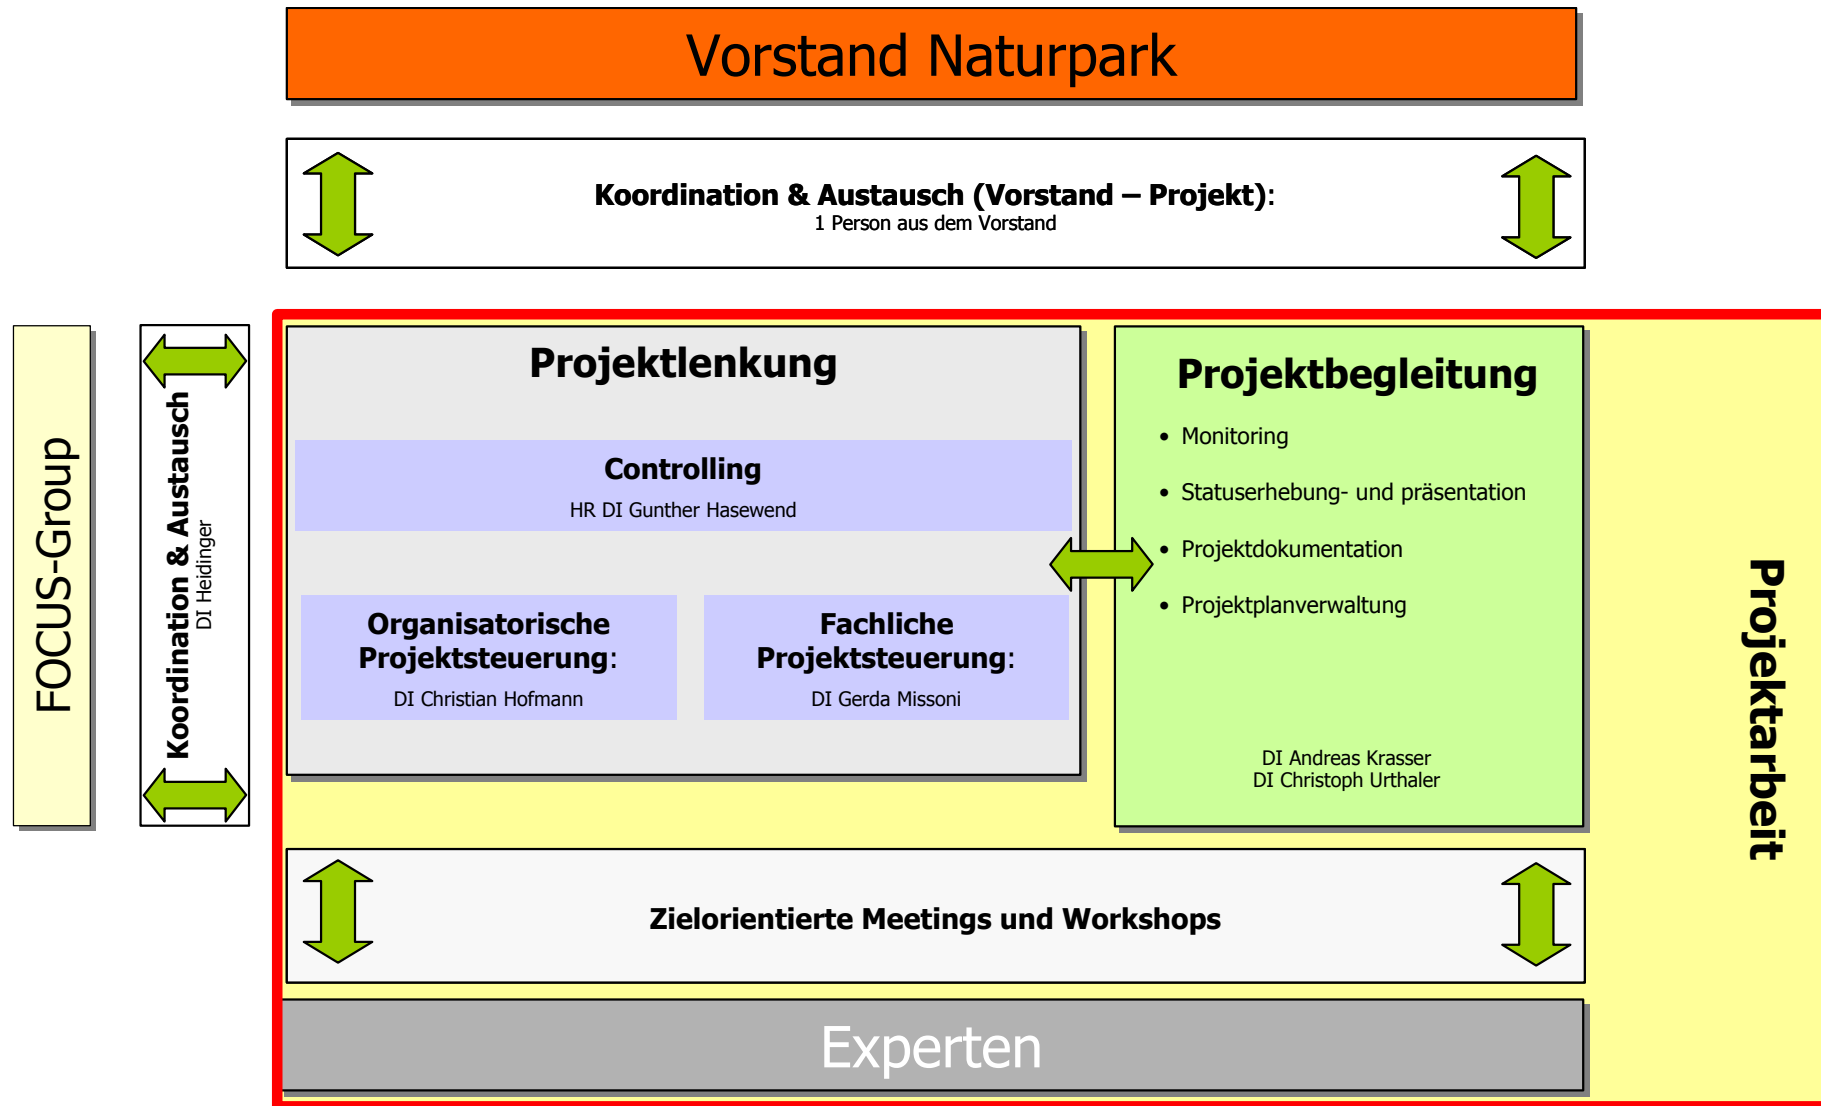 Vorstand Naturpark
Koordination & Austausch (Vorstand – Projekt):
1 Person aus dem Vorstand
FOCUS-Group
Koordination & Austausch
DI Heidinger
Projektlenkung
Controlling
HR DI Gunther Hasewend
Organisatorische
Projektsteuerung:
DI Christian Hofmann
Fachliche
Projektsteuerung:
DI Gerda Missoni
Projektbegleitung
• Monitoring
• Statuserhebung- und präsentation
• Projektdokumentation
• Projektplanverwaltung
DI Andreas Krasser
DI Christoph Urthaler
Projektarbeit
Zielorientierte Meetings und Workshops
Experten